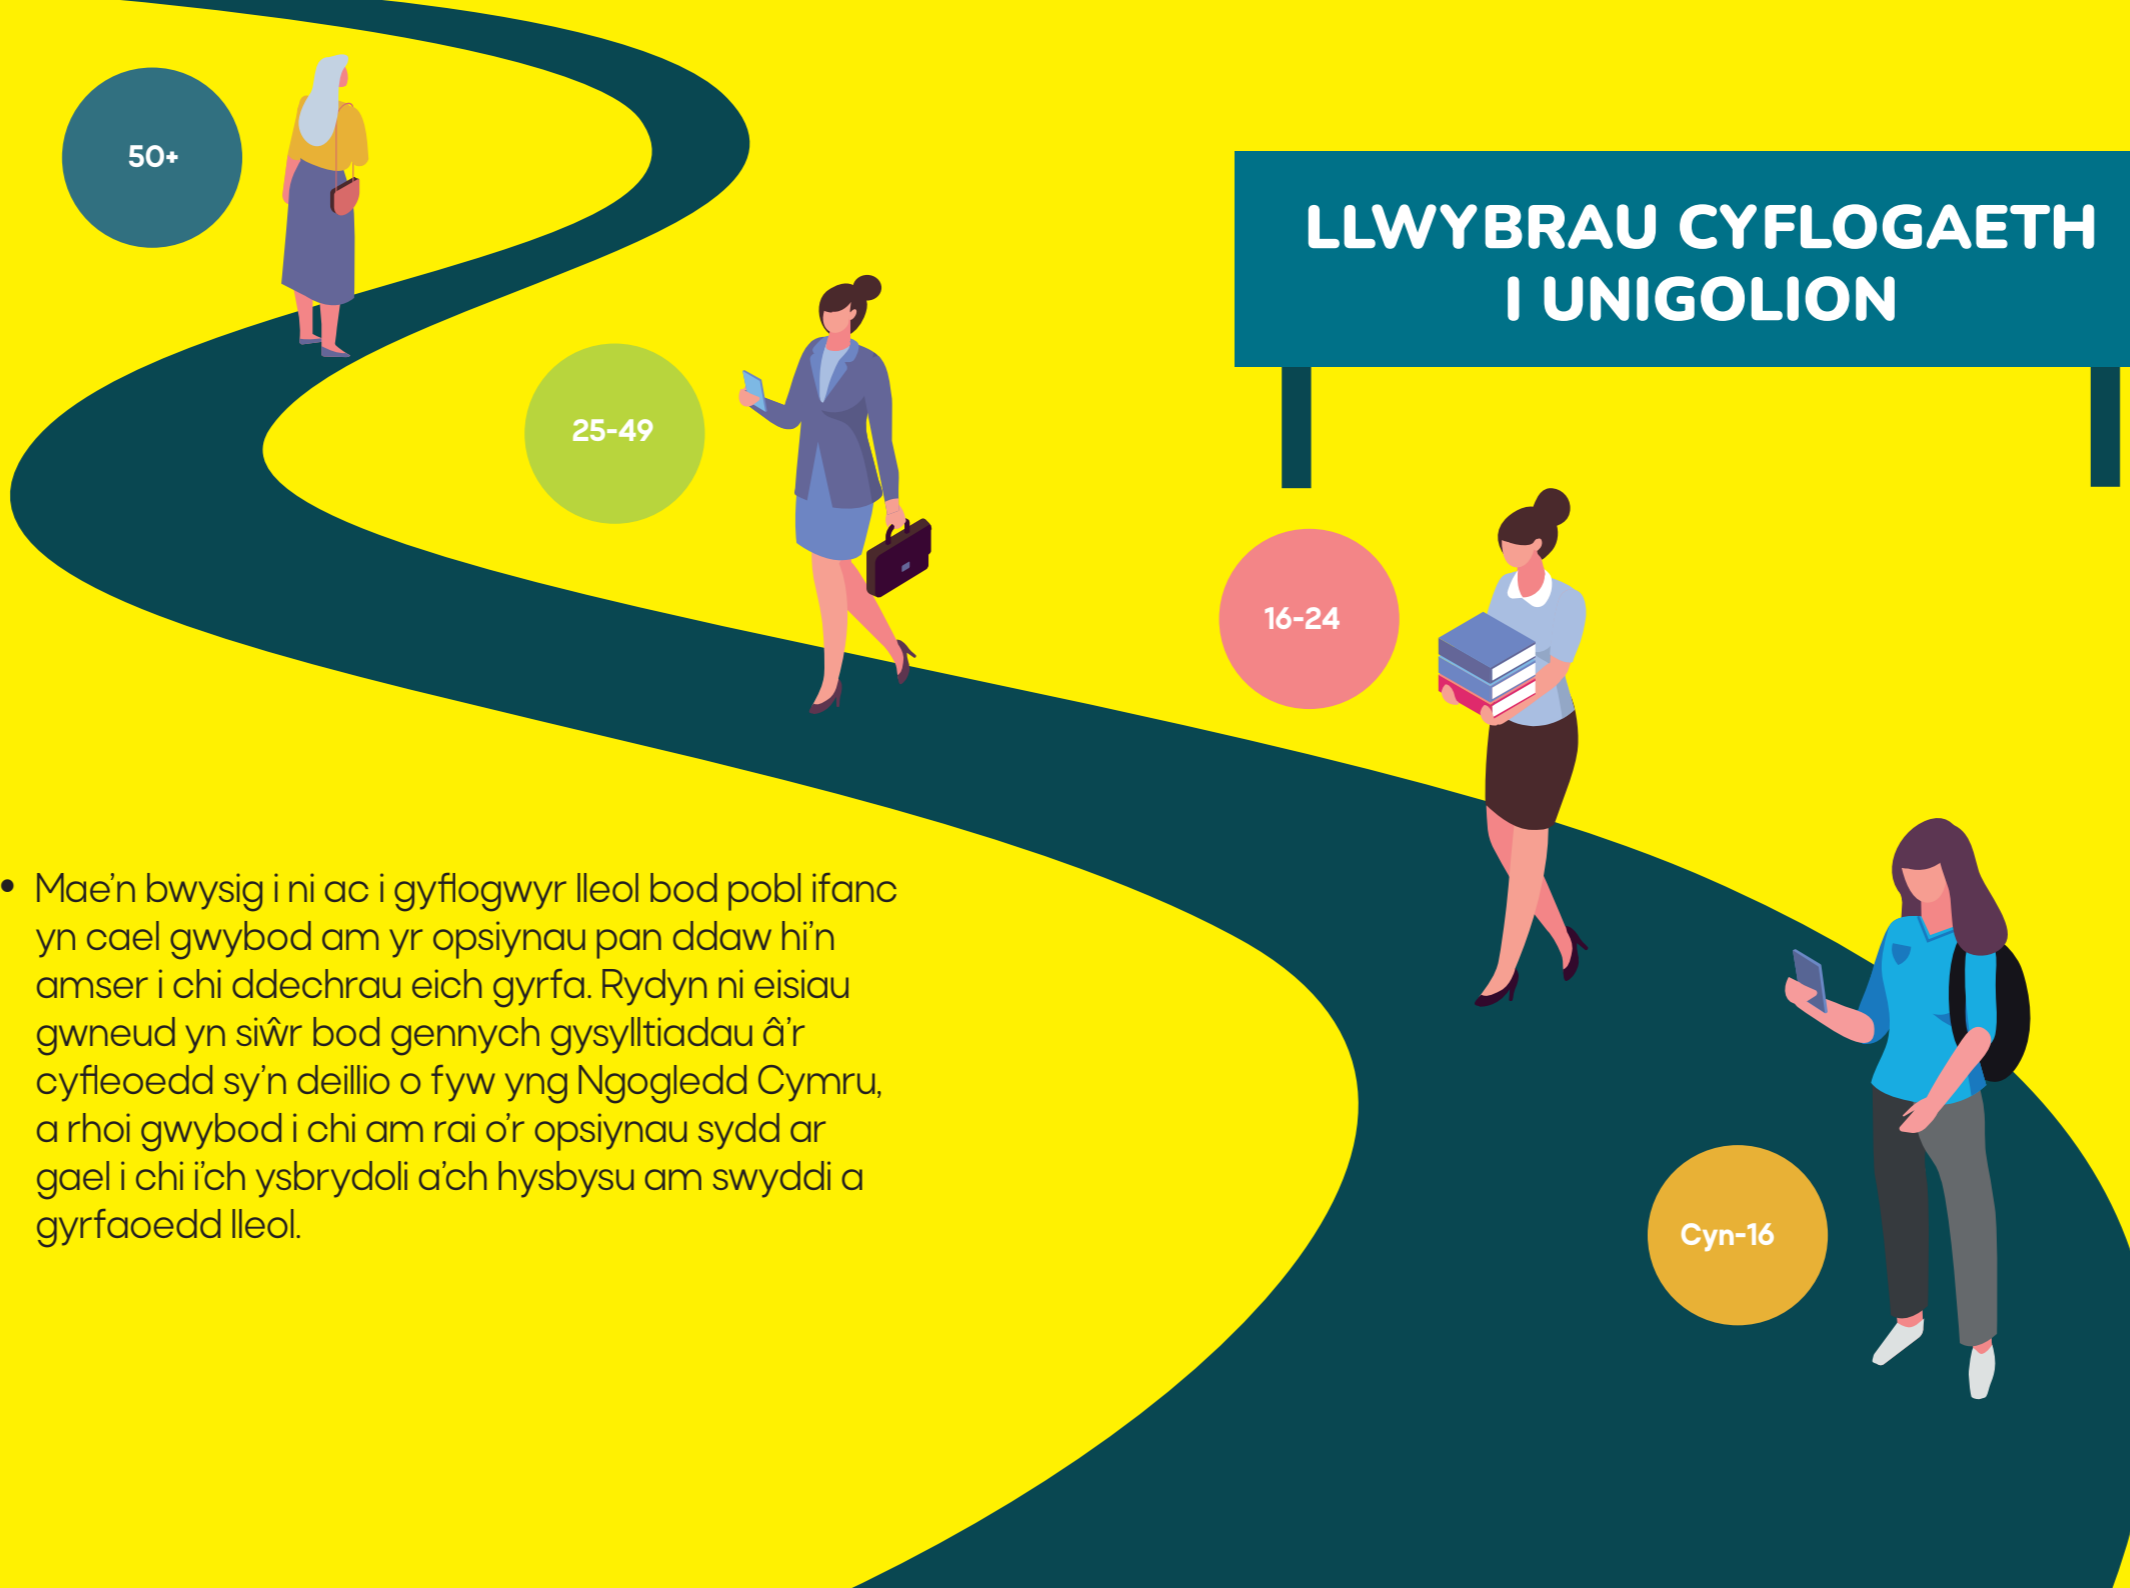 LLWYBRAU CYFLOGAETH
I UNIGOLION
50+
25-49
16-24
Cyn-16
• Mae’n bwysig i ni ac i gyflogwyr lleol bod pobl ifanc
yn cael gwybod am yr opsiynau pan ddaw hi’n
amser i chi ddechrau eich gyrfa. Rydyn ni eisiau
gwneud yn siŵr bod gennych gysylltiadau â’r
cyfleoedd sy’n deillio o fyw yng Ngogledd Cymru,
a rhoi gwybod i chi am rai o’r opsiynau sydd ar
gael i chi i’ch ysbrydoli a’ch hysbysu am swyddi a
gyrfaoedd lleol.